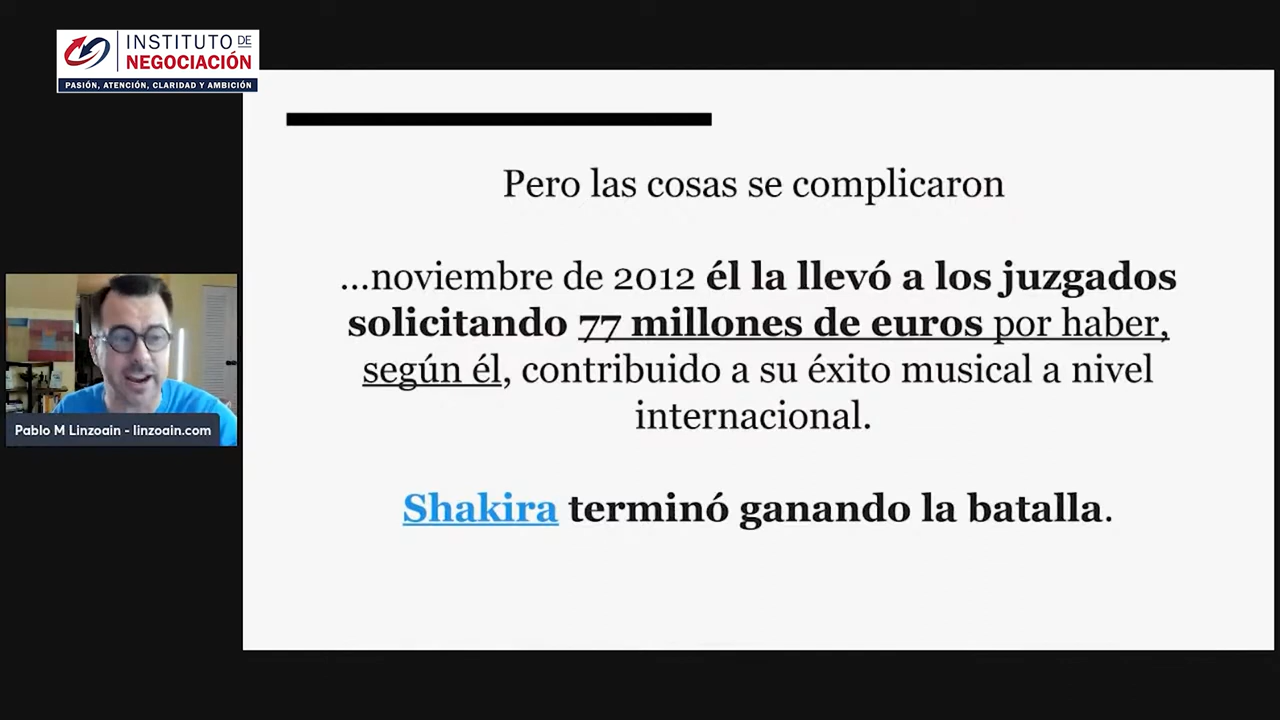 INSTITUTO DE
NEGOCIACIÓN
PASIÓN, ATENCIÓN, CLARIDAD Y AMBICIÓN
Pero las cosas se complicaron
...noviembre de 2012 él la llevó a los juzgados
solicitando 77 millones de euros por haber,
según él, contribuido a su éxito musical a nivel
internacional.
Shakira terminó ganando la batalla.
Pablo M Linzoain - linzoain.com